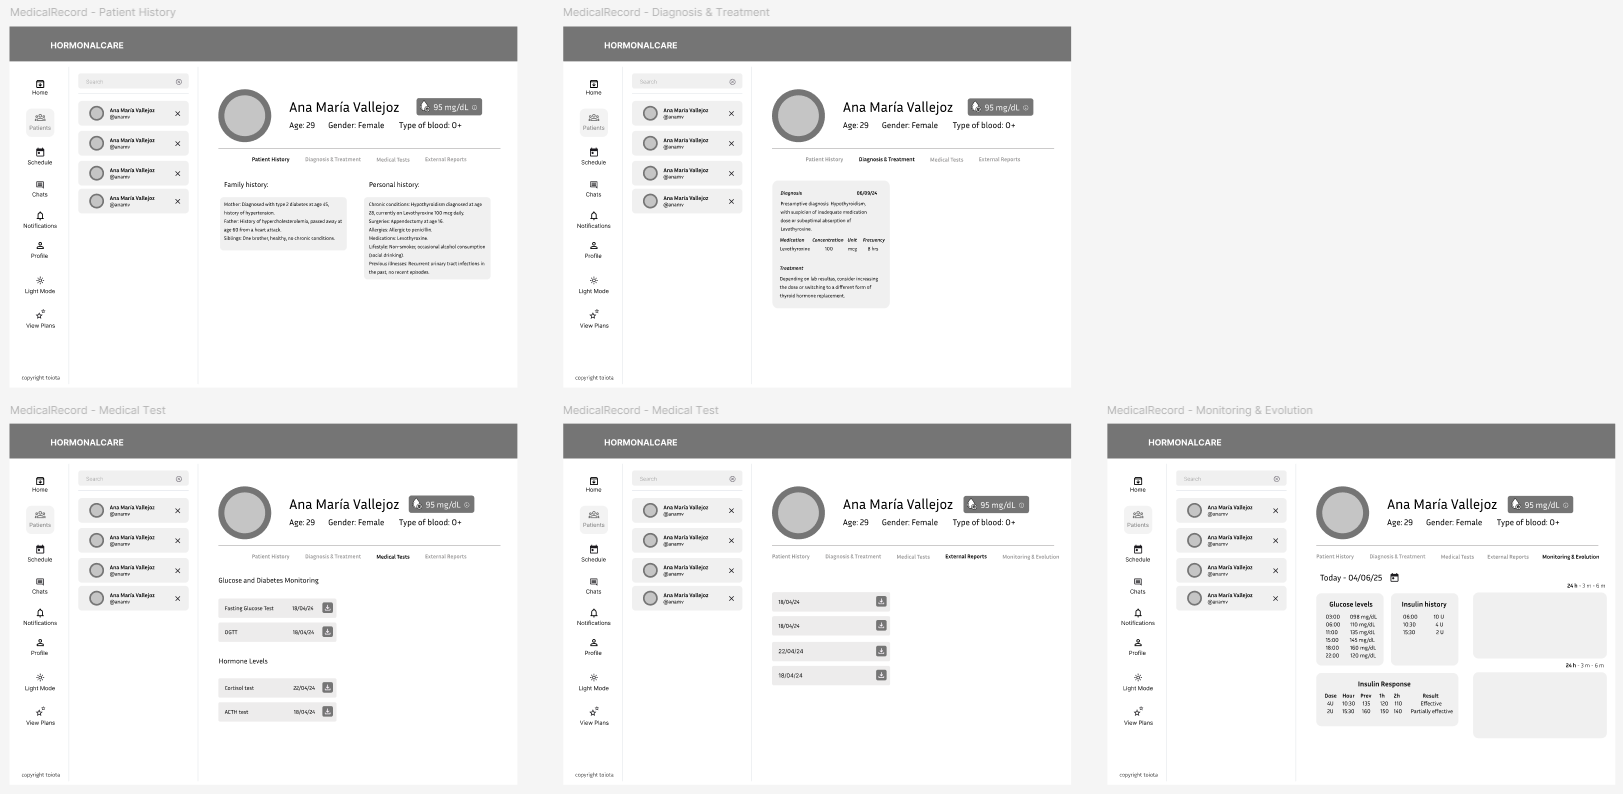 MedicalRecord - Patient History
HORMONALCARE
Home
Patients
Schedule
Chats
Notifications
Profile
Light Mode
View Plans
copyright toiota
Search
Ana María Vallejoz
@anamv
Ana María Vallejoz
@anamv
Ana María Vallejoz
@anamv
Ana María Vallejoz
@anamv
Ana María Vallejoz
95 mg/dL
Age: 29 Gender: Female Type of blood: O+
Patient History Diagnosis & Treatment Medical Tests External Reports
Family history:
Mother: Diagnosed with type 2 diabetes at age 45,
history of hypertension.
Father: History of hypercholesterolemia, passed away at
age 60 from a heart attack.
Siblings: One brother, healthy, no chronic conditions.
Personal history:
Chronic conditions: Hypothyroidism diagnosed at age
28, currently on Levothyroxine 100 mcg daily.
Surgeries: Appendectomy at age 16.
Allergies: Allergic to penicillin.
Medications: Levothyroxine.
Lifestyle: Non-smoker, occasional alcohol consumption
(social drinking).
Previous illnesses: Recurrent urinary tract infections in
the past, no recent episodes.
MedicalRecord - Diagnosis & Treatment
HORMONALCARE
Home
Patients
Schedule
Chats
Notifications
Profile
Light Mode
View Plans
copyright toiota
Search
Ana María Vallejoz
@anamv
Ana María Vallejoz
@anamv
Ana María Vallejoz
@anamv
Ana María Vallejoz
@anamv
Ana María Vallejoz
95 mg/dL
Age: 29 Gender: Female Type of blood: O+
Patient History Diagnosis & Treatment Medical Tests External Reports
Diagnosis 06/09/24
Presumptive diagnosis: Hypothyroidism,
with suspicion of inadequate medication
dose or suboptimal absorption of
Levothyroxine.
Medication Concentration Unit Frecuency
Levothyronine 100 mcg 8 hrs
Treatment
Depending on lab resultas, consider increasing
the dose or switching to a different form of
thyroid hormone replacement.
MedicalRecord - Medical Test
HORMONALCARE
Home
Patients
Schedule
Chats
Notifications
Profile
Light Mode
View Plans
copyright toiota
Search
Ana María Vallejoz
@anamv
Ana María Vallejoz
@anamv
Ana María Vallejoz
@anamv
Ana María Vallejoz
@anamv
Ana María Vallejoz
95 mg/dL
Age: 29 Gender: Female Type of blood: O+
Patient History Diagnosis & Treatment Medical Tests External Reports
Glucose and Diabetes Monitoring
Fasting Glucose Test 18/04/24
OGTT 18/04/24
Hormone Levels
Cortisol test 22/04/24
ACTH test 18/04/24
MedicalRecord - Medical Test
HORMONALCARE
Home
Patients
Schedule
Chats
Notifications
Profile
Light Mode
View Plans
copyright toiota
Search
Ana María Vallejoz
@anamv
Ana María Vallejoz
@anamv
Ana María Vallejoz
@anamv
Ana María Vallejoz
@anamv
Ana María Vallejoz
95 mg/dL
Age: 29 Gender: Female Type of blood: O+
Patient History Diagnosis & Treatment Medical Tests External Reports Monitoring & Evolution
18/04/24
18/04/24
22/04/24
18/04/24
MedicalRecord - Monitoring & Evolution
HORMONALCARE
Home
Patients
Schedule
Chats
Notifications
Profile
Light Mode
View Plans
copyright toiota
Search
Ana María Vallejoz
@anamv
Ana María Vallejoz
@anamv
Ana María Vallejoz
@anamv
Ana María Vallejoz
@anamv
Ana María Vallejoz
95 mg/dL
Age: 29 Gender: Female Type of blood: O+
Patient History Diagnosis & Treatment Medical Tests External Reports Monitoring & Evolution
Today - 04/06/25
Glucose levels
03:00 098 mg/dL
06:00 110 mg/dL
11:00 135 mg/dL
15:00 145 mg/dL
18:00 160 mg/dL
22:00 120 mg/dL
Insulin history
06:00 10 U
10:30 4 U
15:30 2 U
Insulin Response
Dose Hour Prev 1h 2h Result
4U 10:30 135 120 110 Effective
2U 15:30 160 150 140 Partially effective
24 h - 3 m - 6 m
24 h - 3 m - 6 m